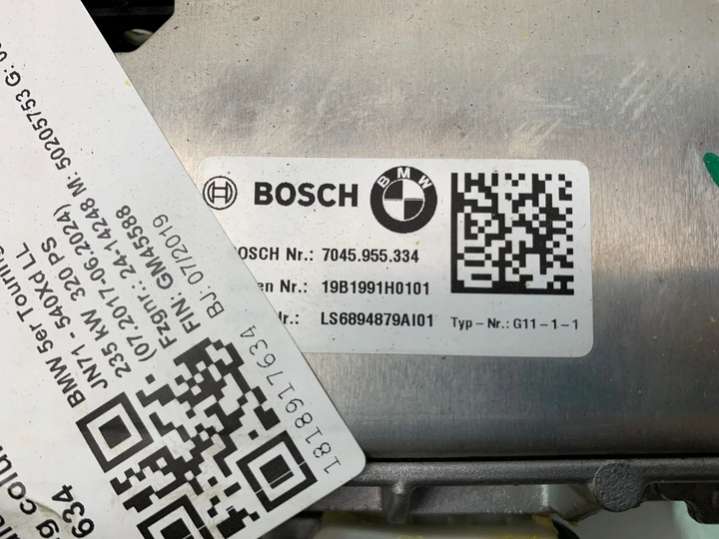 BOSCH
BMW
OSCH Nr.: 7045.955.334
en Nr.: 19B1991H0101
Nr.: LS6894879AI01 Typ-Nr.: G11-1-1
BMW 5er Touring
JN71 - 540Xd LL
235 kW 320 PS
(07.2017-06.2024)
Fzgnr.: 24-14248 M: 50205753 G:
FIN: GM45588
BJ: 07/2019
1818917634
634